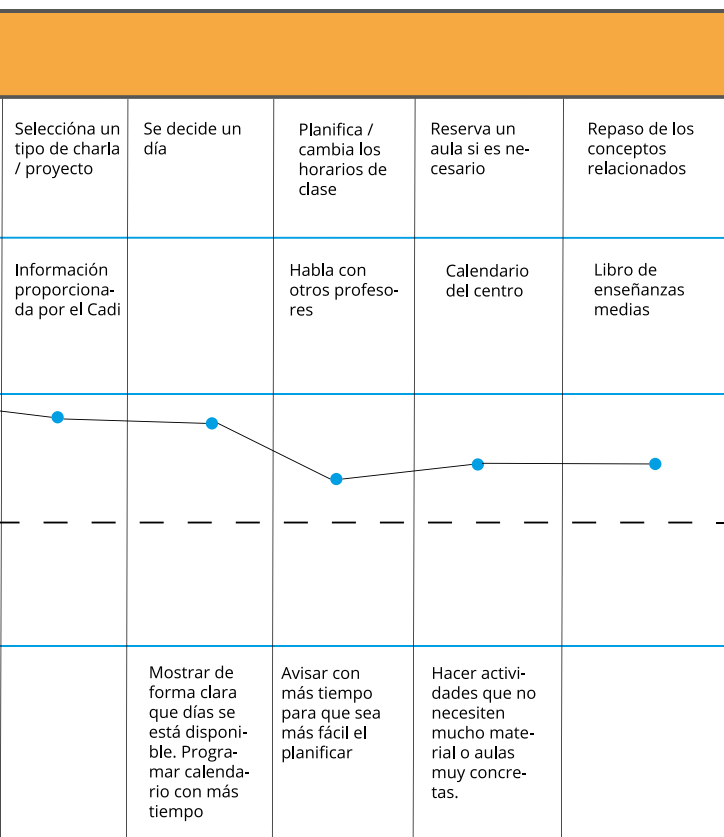 Seleccióna un
tipo de charla
/ proyecto
Se decide un
día
Planifica /
cambia los
horarios de
clase
Reserva un
aula si es ne-
cesario
Repaso de los
conceptos
relacionados
Información
proporciona-
da por el Cadi
Habla con
otros profeso-
res
Calendario
del centro
Libro de
enseñanzas
medias
Mostrar de
forma clara
que días se
está disponi-
ble. Progra-
mar calenda-
rio con más
tiempo
Avisar con
más tiempo
para que sea
más fácil el
planificar
Hacer activi-
dades que no
necesiten
mucho mate-
rial o aulas
muy concre-
tas.